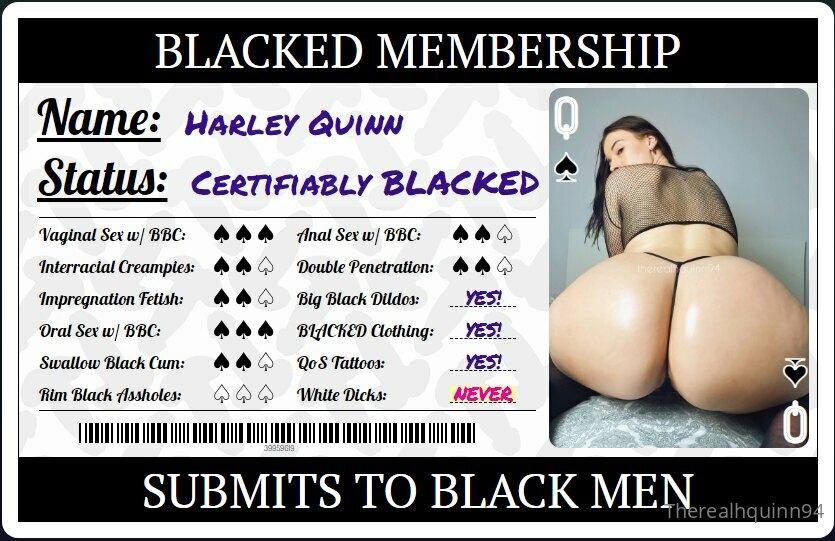 BLACKED MEMBERSHIP
Name: Harley Quinn
Status: Certifiably BLACKED
Vaginal Sex w/ BBC: ♠♠♠ Anal Sex w/ BBC: ♠♠♤
Interracial Creampies: ♠♠♤ Double Penetration: ♠♠♤
Impregnation Fetish: ♠♠♤ Big Black Dildos: YES!
Oral Sex w/ BBC: ♠♠♠ BLACKED Clothing: YES!
Swallow Black Cum: ♠♠♤ QoS Tattoos: YES!
Rim Black Assholes: ♤♤♤ White Dicks: NEVER
39959619
Q
♠
therealhquinn94
♠
Q
SUBMITS TO BLACK MEN
Therealhquinn94